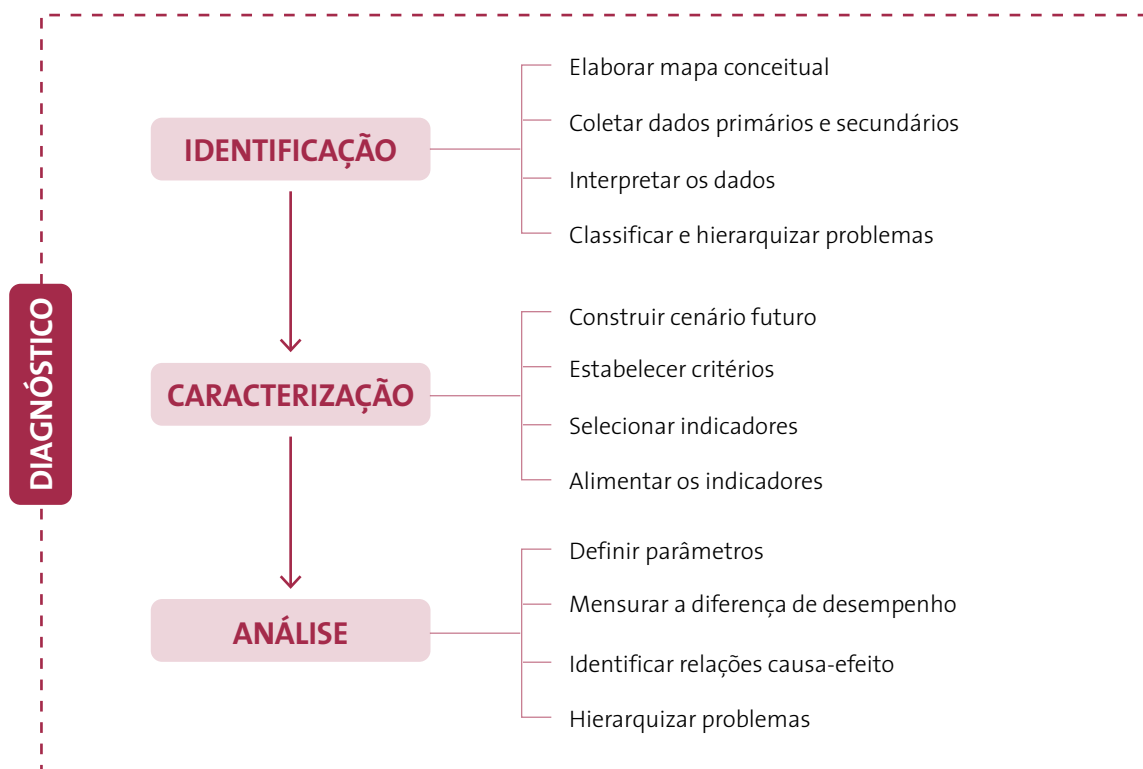 DIAGNÓSTICO
IDENTIFICAÇÃO
Elaborar mapa conceitual
Coletar dados primários e secundários
Interpretar os dados
Classificar e hierarquizar problemas
CARACTERIZAÇÃO
Construir cenário futuro
Estabelecer critérios
Selecionar indicadores
Alimentar os indicadores
ANÁLISE
Definir parâmetros
Mensurar a diferença de desempenho
Identificar relações causa-efeito
Hierarquizar problemas